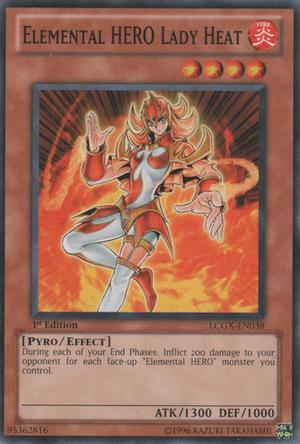 Elemental HERO Lady Heat
FIRE
炎
1st Edition
LCGX-EN038
[Pyro/Effect]
During each of your End Phases: Inflict 200 damage to your
opponent for each face-up "Elemental HERO" monster you
control.
ATK/1300 DEF/1000
95362816
©1996 KAZUKI TAKAHASHI